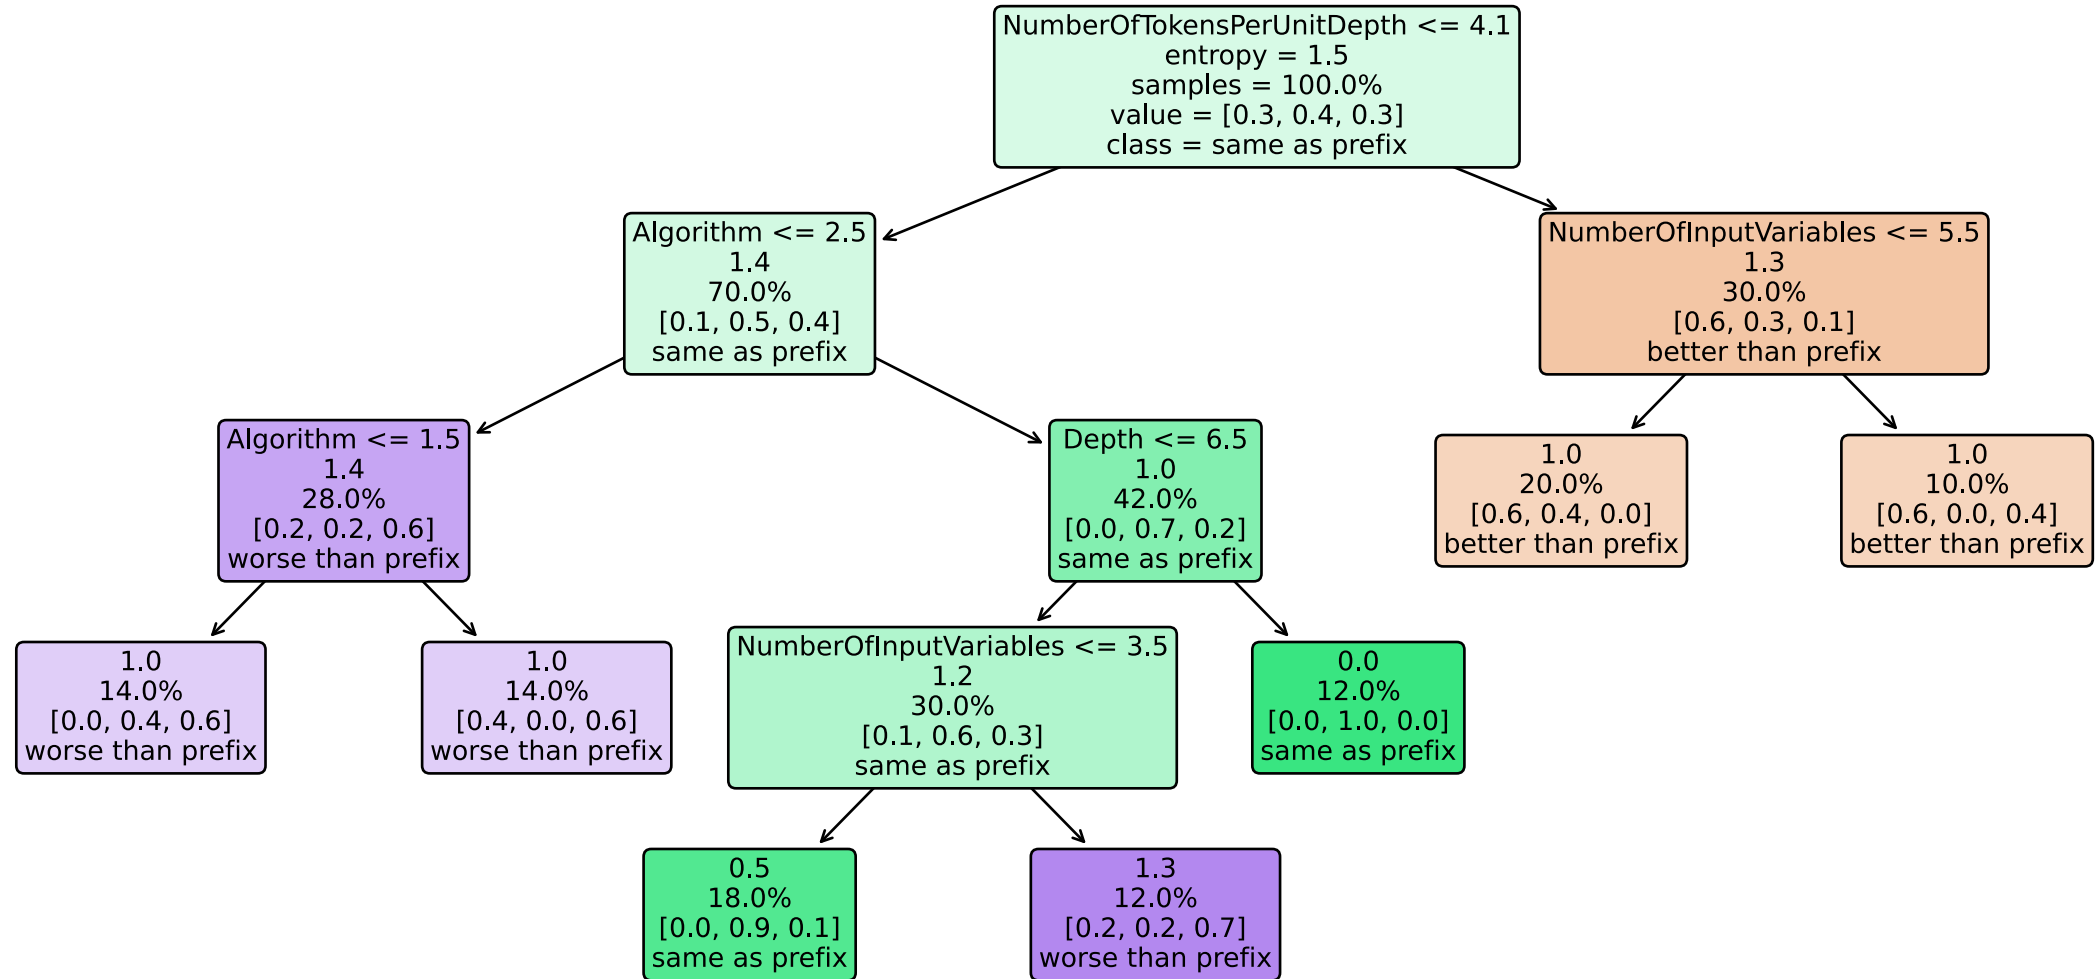 NumberOfTokensPerUnitDepth <= 4.1
entropy = 1.5
samples = 100.0%
value = [0.3, 0.4, 0.3]
class = same as prefix
Algorithm <= 2.5
1.4
70.0%
[0.1, 0.5, 0.4]
same as prefix
NumberOfInputVariables <= 5.5
1.3
30.0%
[0.6, 0.3, 0.1]
better than prefix
Algorithm <= 1.5
1.4
28.0%
[0.2, 0.2, 0.6]
worse than prefix
Depth <= 6.5
1.0
42.0%
[0.0, 0.7, 0.2]
same as prefix
1.0
20.0%
[0.6, 0.4, 0.0]
better than prefix
1.0
10.0%
[0.6, 0.0, 0.4]
better than prefix
1.0
14.0%
[0.0, 0.4, 0.6]
worse than prefix
1.0
14.0%
[0.4, 0.0, 0.6]
worse than prefix
NumberOfInputVariables <= 3.5
1.2
30.0%
[0.1, 0.6, 0.3]
same as prefix
0.0
12.0%
[0.0, 1.0, 0.0]
same as prefix
0.5
18.0%
[0.0, 0.9, 0.1]
same as prefix
1.3
12.0%
[0.2, 0.2, 0.7]
worse than prefix